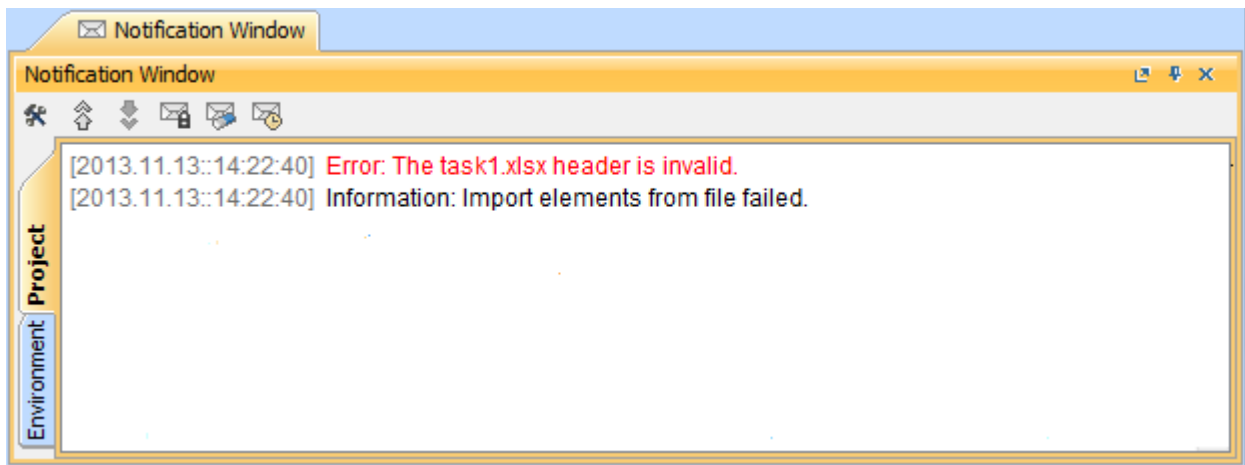 Notification Window
Notification Window
[2013.11.13::14:22:40] Error: The task1.xlsx header is invalid.
[2013.11.13::14:22:40] Information: Import elements from file failed.
Project
Environment